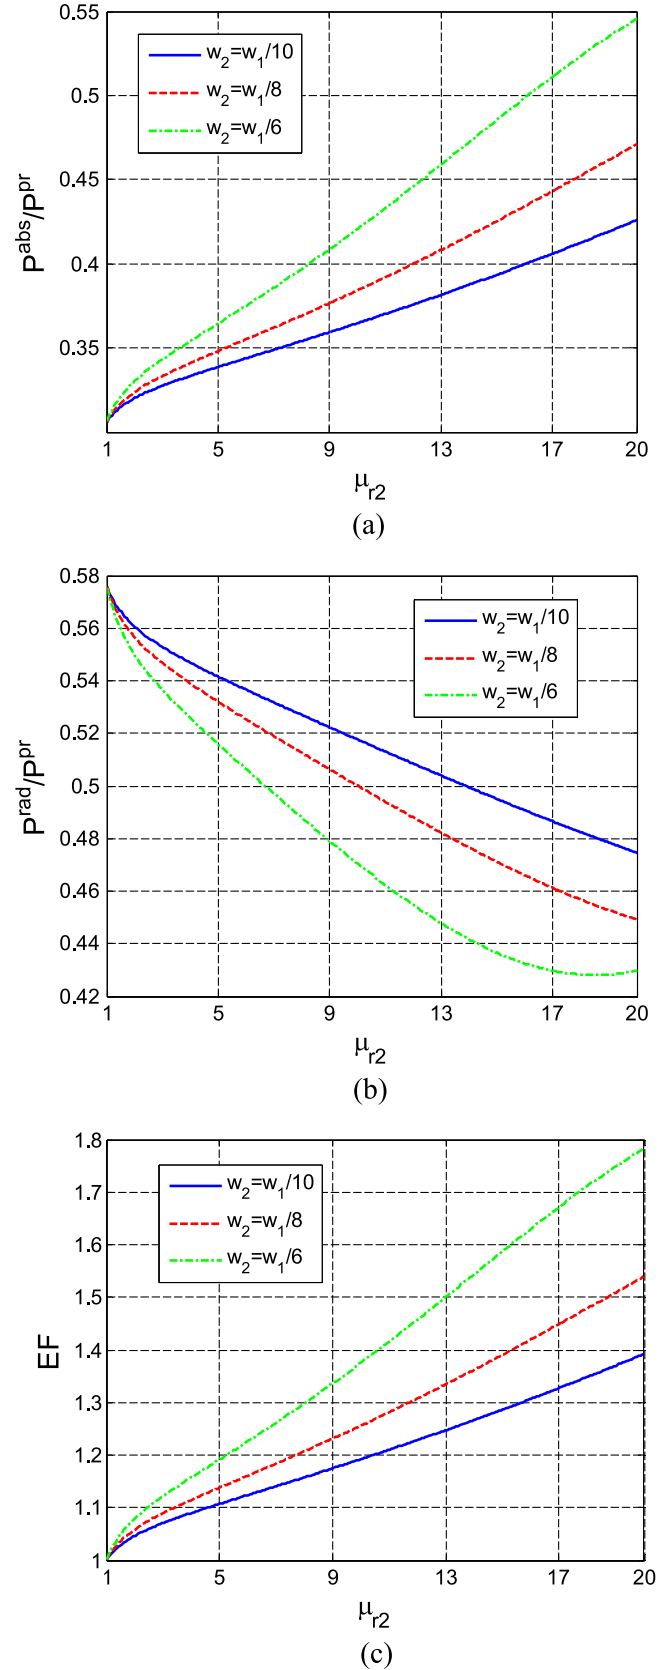 0.55
0.5
0.45
0.4
0.35
P^abs/P^pr
w_2=w_1/10
w_2=w_1/8
w_2=w_1/6
1 5 9 13 17 20
μ_r2
(a)
0.58
0.56
0.54
0.52
0.5
0.48
0.46
0.44
0.42
P^rad/P^pr
w_2=w_1/10
w_2=w_1/8
w_2=w_1/6
1 5 9 13 17 20
μ_r2
(b)
1.8
1.7
1.6
1.5
1.4
1.3
1.2
1.1
1
EF
w_2=w_1/10
w_2=w_1/8
w_2=w_1/6
1 5 9 13 17 20
μ_r2
(c)